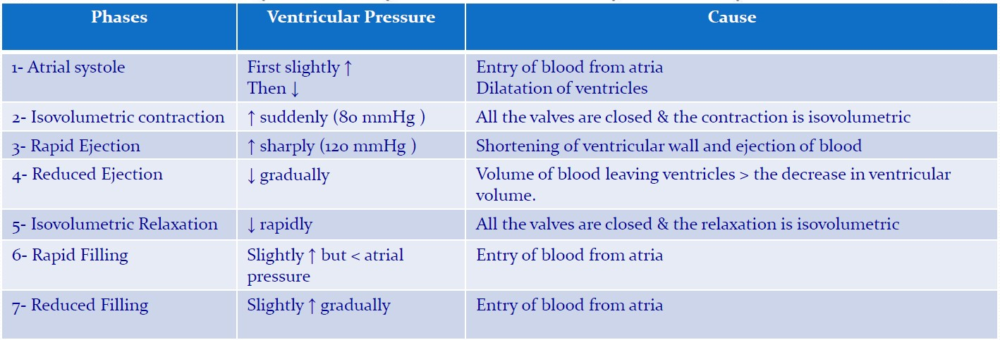 Phases Ventricular Pressure Cause
1- Atrial systole First slightly ↑ Entry of blood from atria
Then ↓ Dilatation of ventricles
2- Isovolumetric contraction ↑ suddenly (80 mmHg ) All the valves are closed & the contraction is isovolumetric
3- Rapid Ejection ↑ sharply (120 mmHg ) Shortening of ventricular wall and ejection of blood
4- Reduced Ejection ↓ gradually Volume of blood leaving ventricles > the decrease in ventricular
volume.
5- Isovolumetric Relaxation ↓ rapidly All the valves are closed & the relaxation is isovolumetric
6- Rapid Filling Slightly ↑ but < atrial Entry of blood from atria
pressure
7- Reduced Filling Slightly ↑ gradually Entry of blood from atria